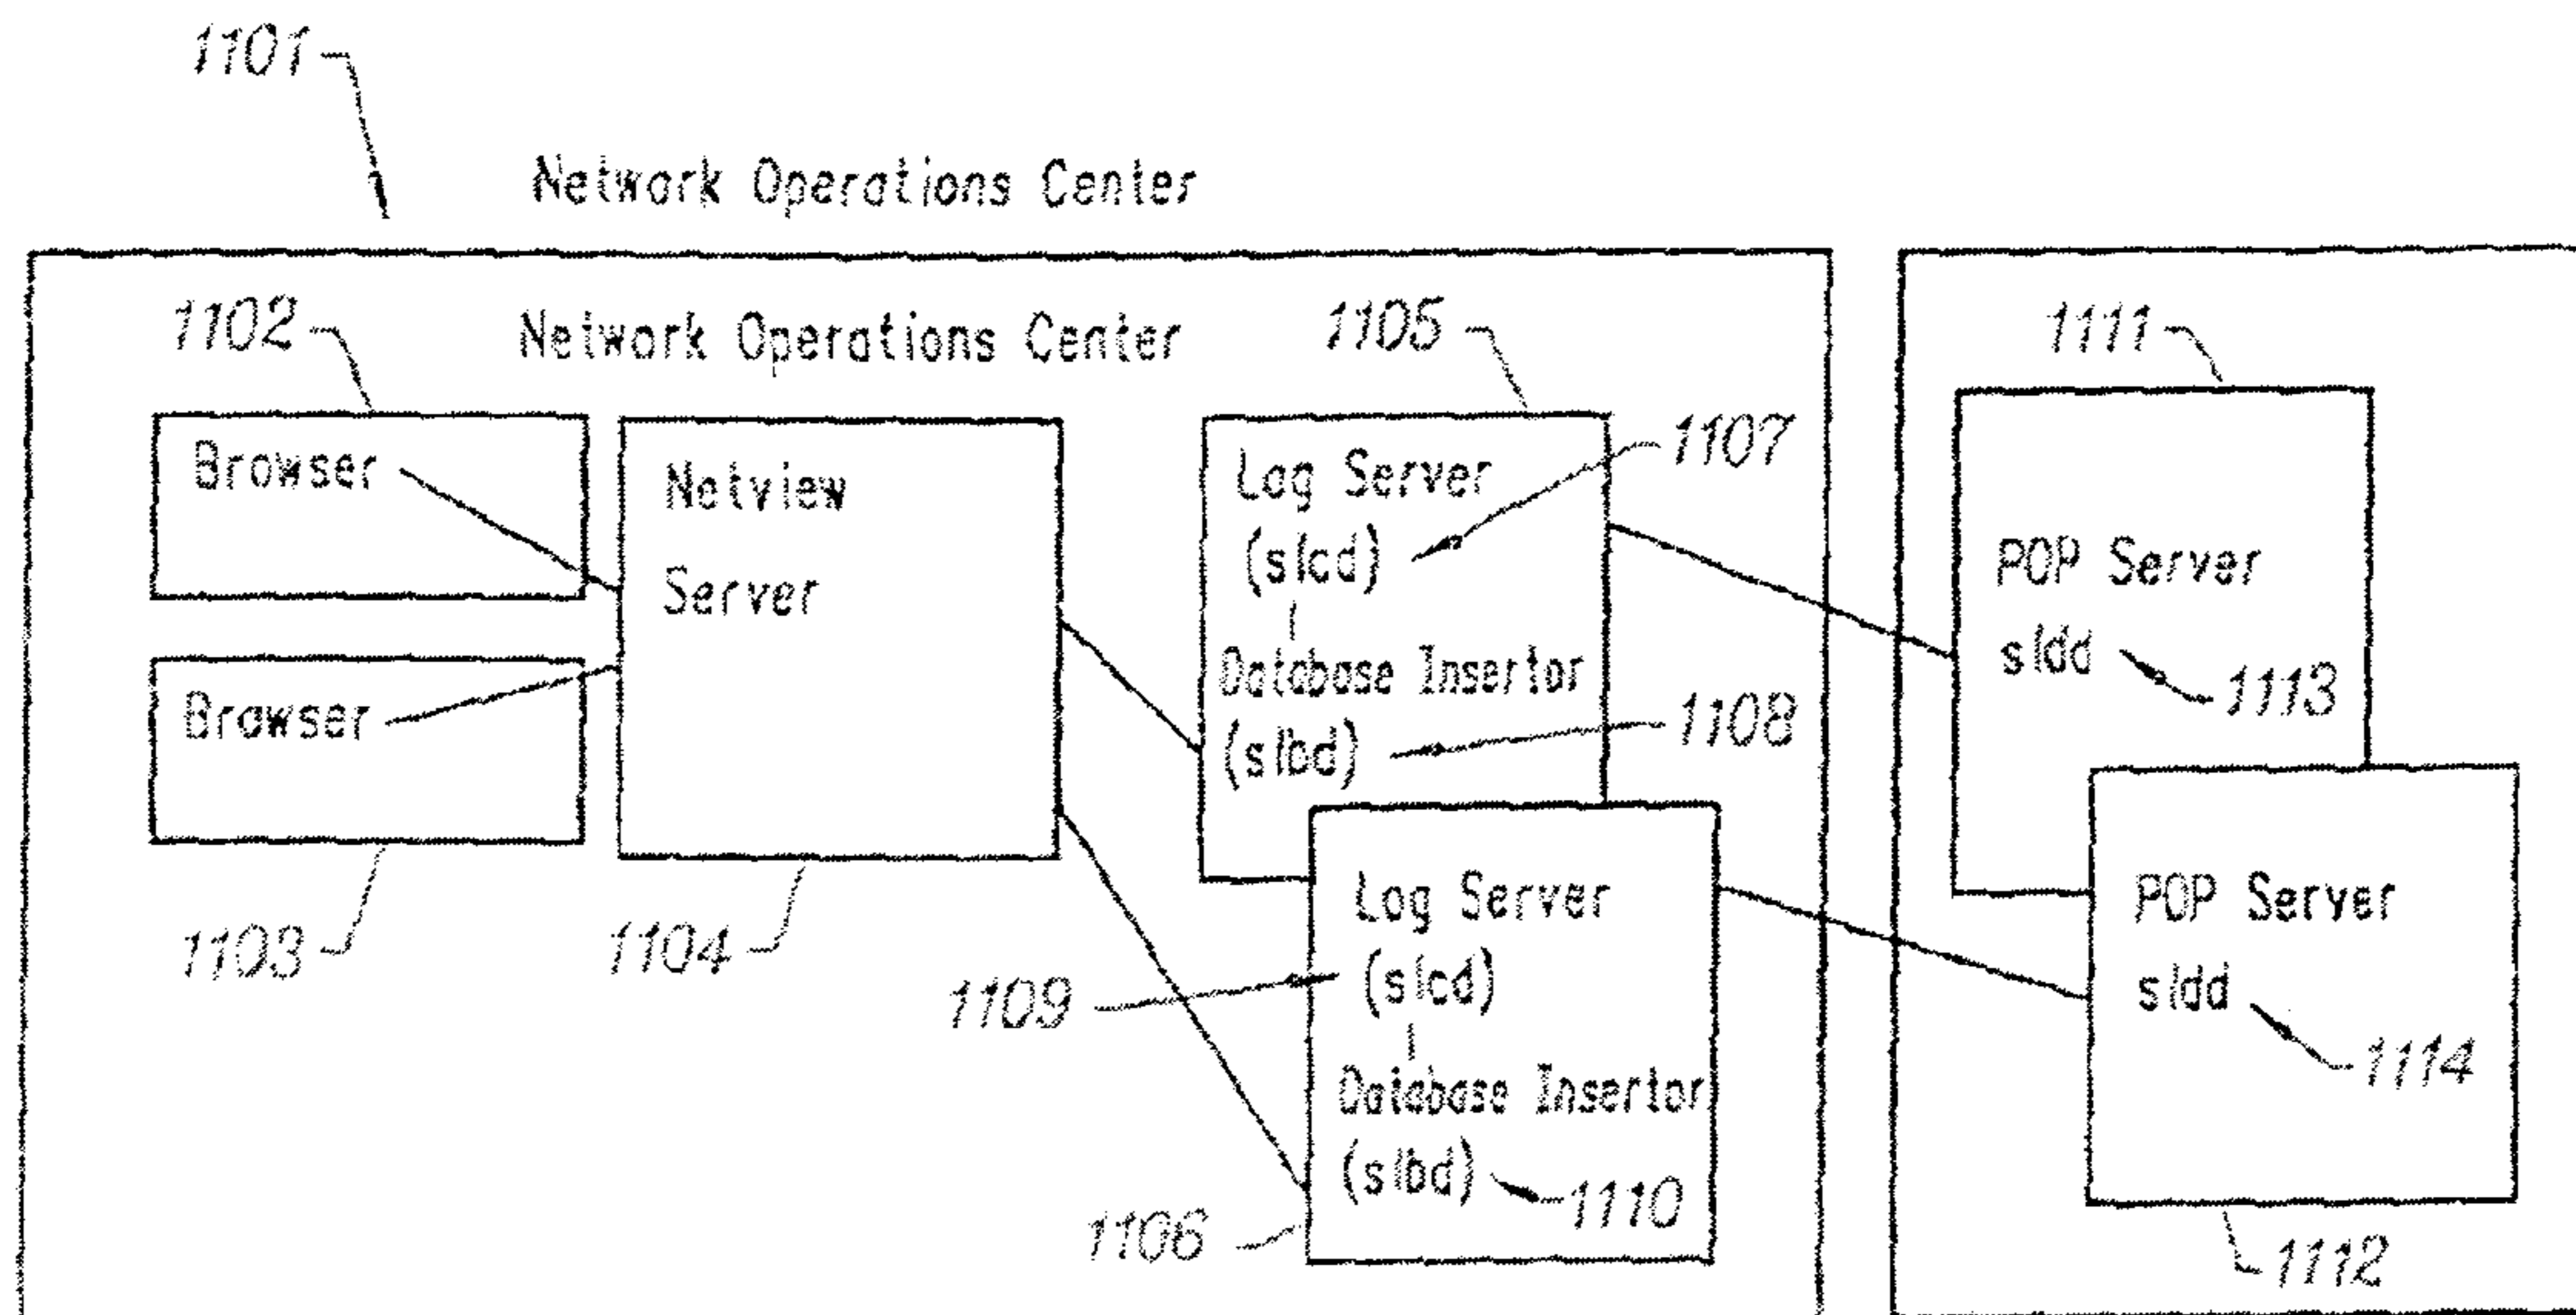 1101
Network Operations Center
Network Operations Center
1102
1105
1111
Browser
Netview
Server
Log Server
(slcd)
1107
Database Insertor
(slbd)
1108
POP Server
sldd
1113
Browser
1103
1104
Log Server
(slcd)
1109
Database Insertor
(slbd)
1110
1106
POP Server
sldd
1114
1112